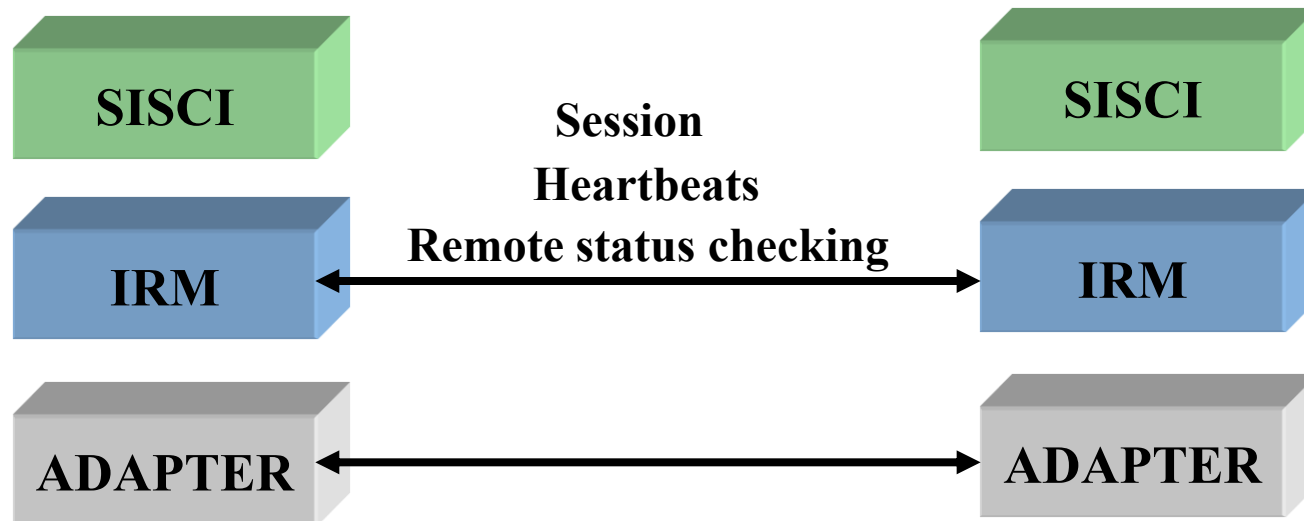 SISCI
SISCI
Session
Heartbeats
Remote status checking
IRM
IRM
ADAPTER
ADAPTER